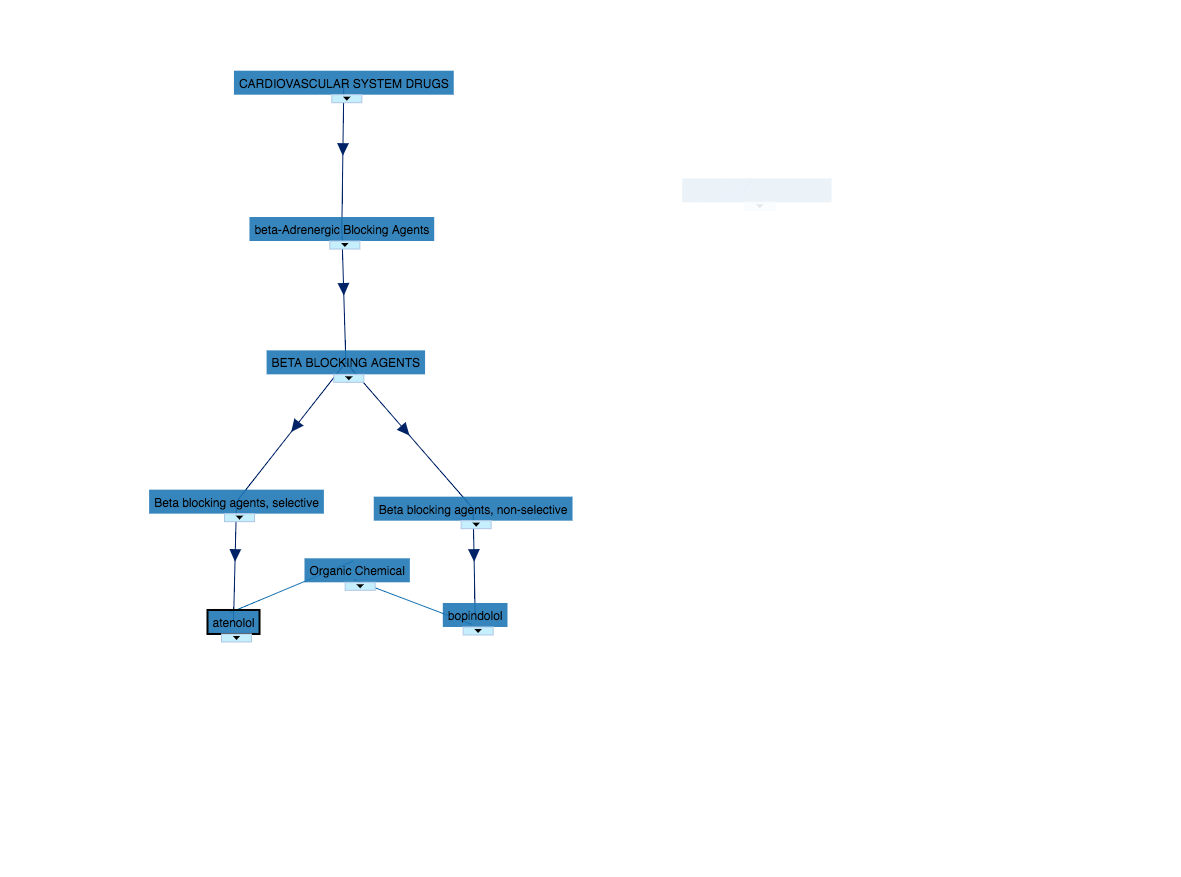 CARDIOVASCULAR SYSTEM DRUGS
beta-Adrenergic Blocking Agents
BETA BLOCKING AGENTS
Beta blocking agents, selective
Beta blocking agents, non-selective
Organic Chemical
atenolol
bopindolol